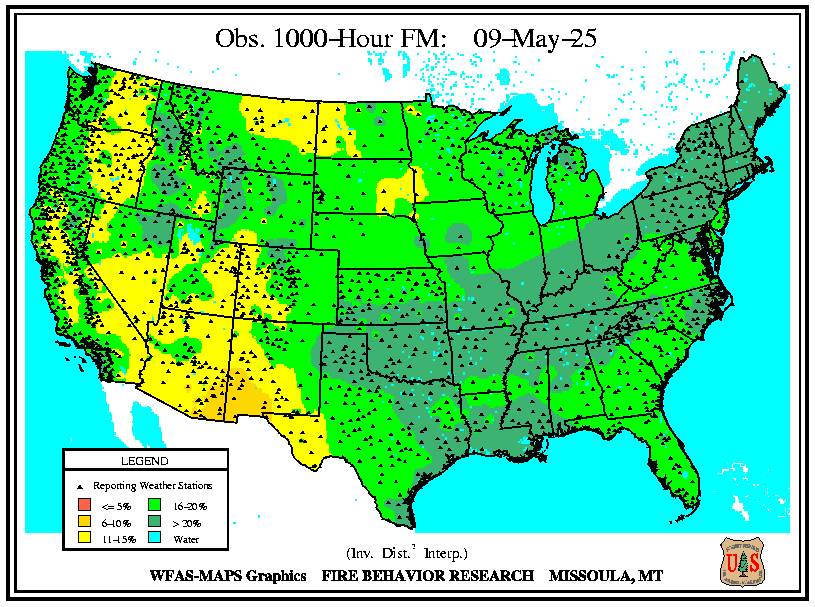 Obs. 1000-Hour FM: 09-May-25
LEGEND
Reporting Weather Stations
<= 5% 16-20%
6-10% > 20%
11-15% Water
(Inv. Dist.² Interp.)
WFAS-MAPS Graphics FIRE BEHAVIOR RESEARCH MISSOULA, MT
U S